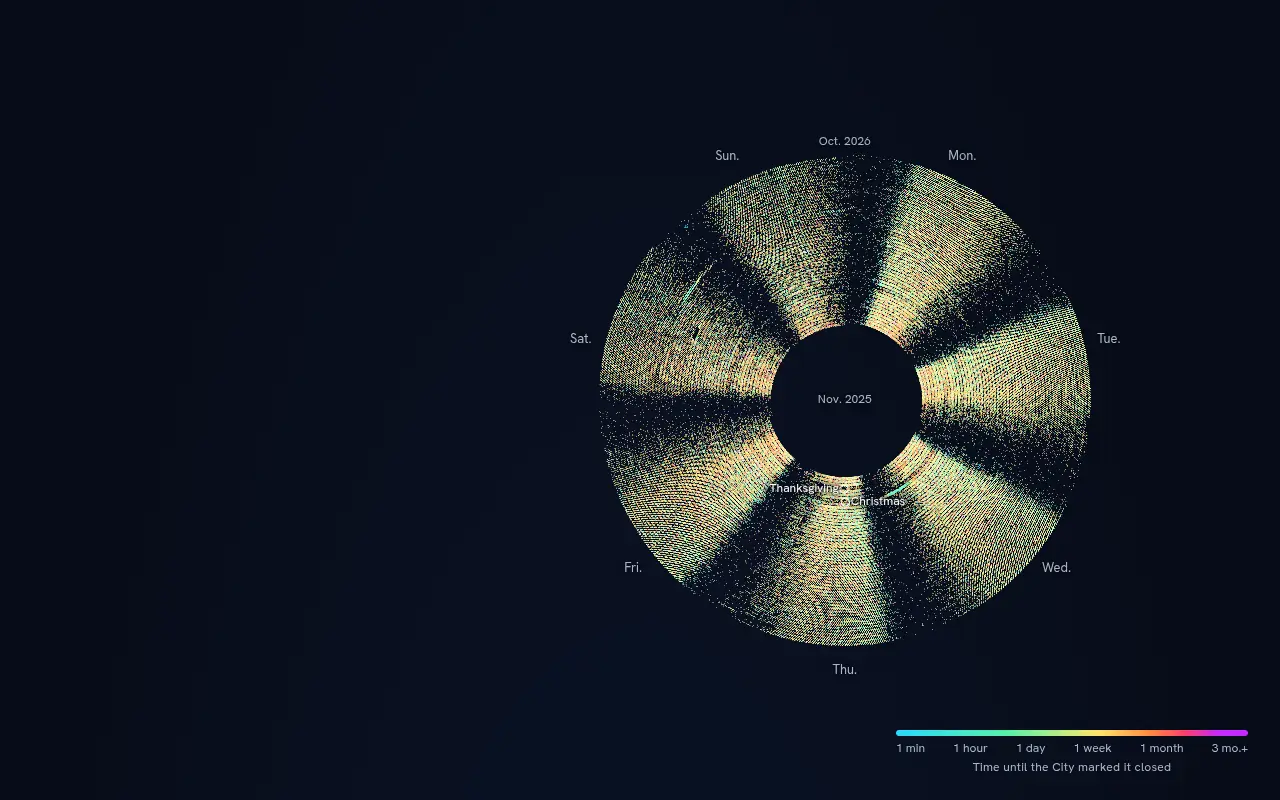 Oct. 2026
Sun.
Mon.
Sat.
Tue.
Nov. 2025
Thanksgiving
Christmas
Fri.
Wed.
Thu.
1 min
1 hour
1 day
1 week
1 month
3 mo.+
Time until the City marked it closed